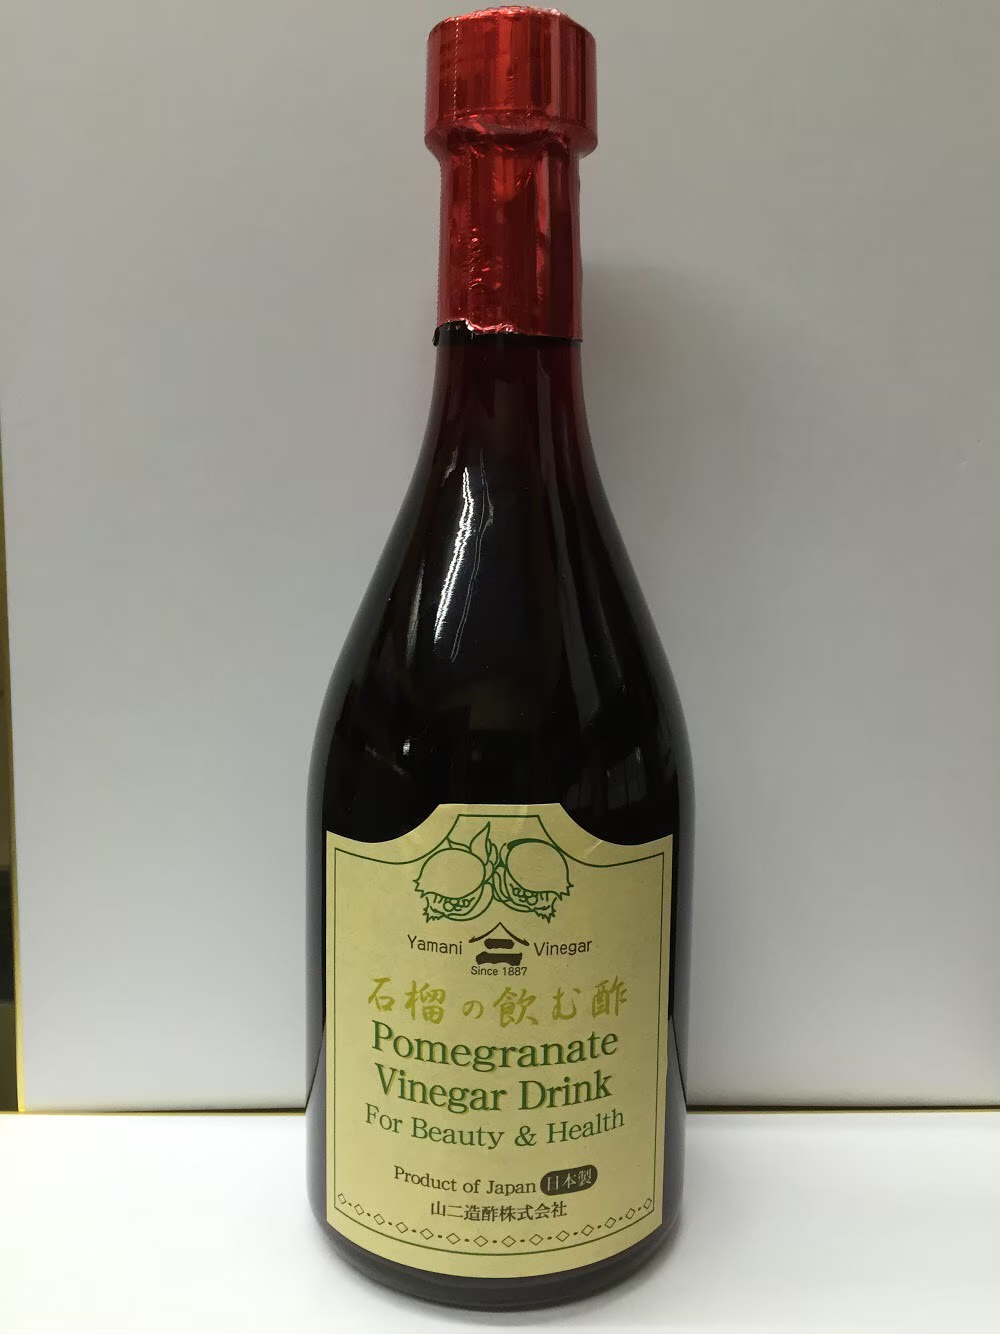 Yamani Vinegar
Since 1887
石榴の飲む酢
Pomegranate
Vinegar Drink
For Beauty & Health
Product of Japan 日本製
山二造酢株式会社